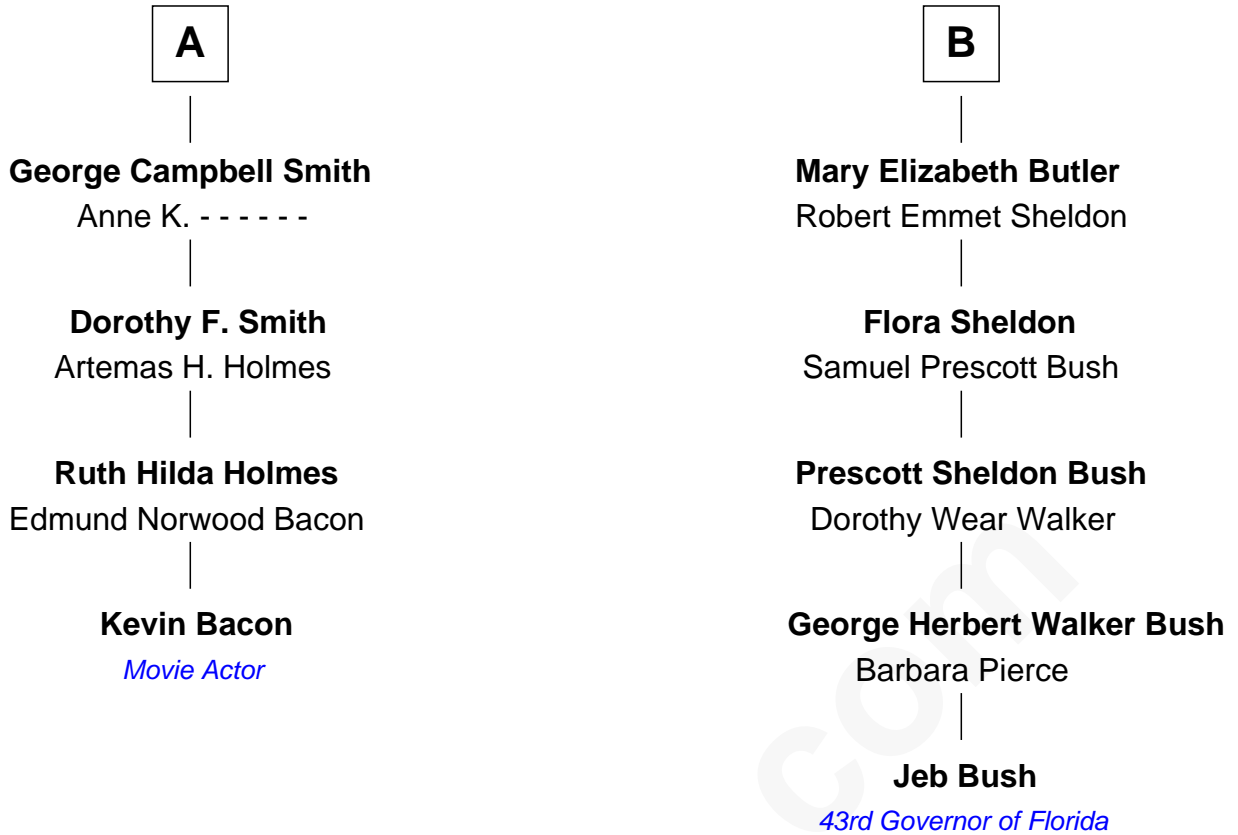 A
George Campbell Smith
Anne K. - - - - - -
Dorothy F. Smith
Artemas H. Holmes
Ruth Hilda Holmes
Edmund Norwood Bacon
Kevin Bacon
Movie Actor
B
Mary Elizabeth Butler
Robert Emmet Sheldon
Flora Sheldon
Samuel Prescott Bush
Prescott Sheldon Bush
Dorothy Wear Walker
George Herbert Walker Bush
Barbara Pierce
Jeb Bush
43rd Governor of Florida
com